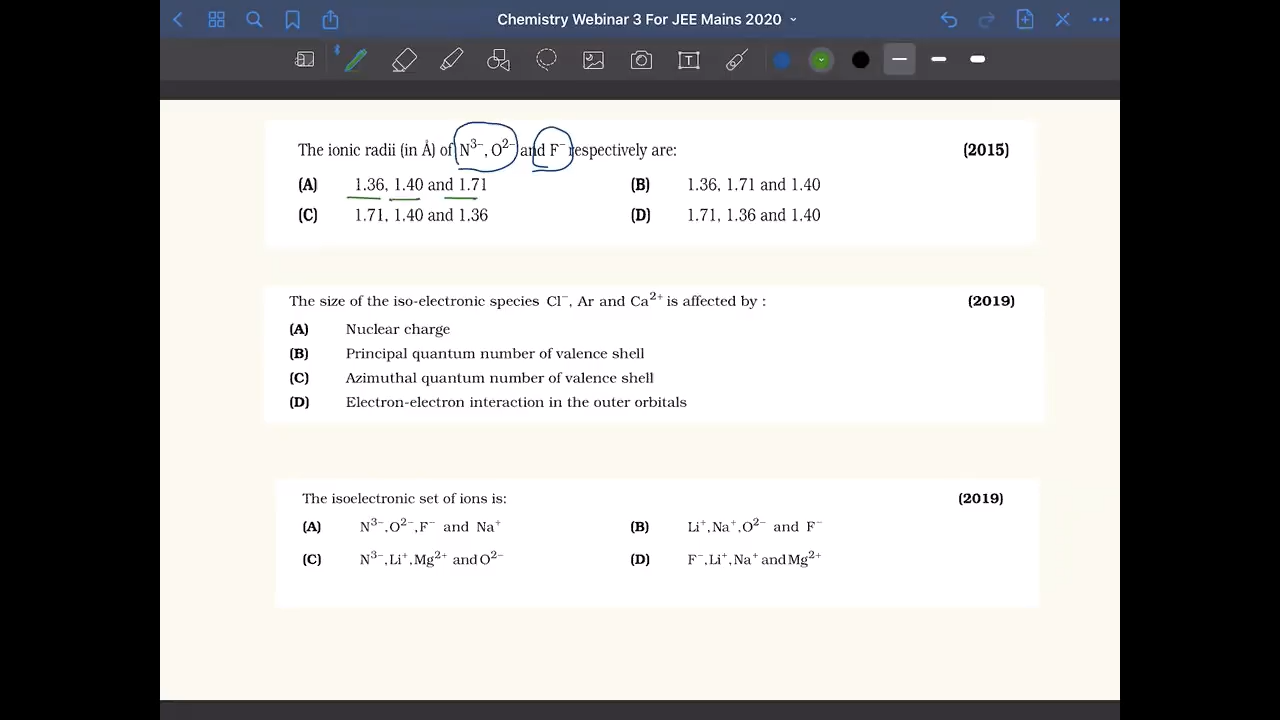 Chemistry Webinar 3 For JEE Mains 2020
T
The ionic radii (in Å) of N³⁻, O²⁻ and F⁻ respectively are: (2015)
(A) 1.36, 1.40 and 1.71 (B) 1.36, 1.71 and 1.40
(C) 1.71, 1.40 and 1.36 (D) 1.71, 1.36 and 1.40
The size of the iso-electronic species Cl⁻, Ar and Ca²⁺ is affected by : (2019)
(A) Nuclear charge
(B) Principal quantum number of valence shell
(C) Azimuthal quantum number of valence shell
(D) Electron-electron interaction in the outer orbitals
The isoelectronic set of ions is: (2019)
(A) N³⁻,O²⁻,F⁻ and Na⁺ (B) Li⁺,Na⁺,O²⁻ and F⁻
(C) N³⁻,Li⁺,Mg²⁺ and O²⁻ (D) F⁻,Li⁺,Na⁺ and Mg²⁺